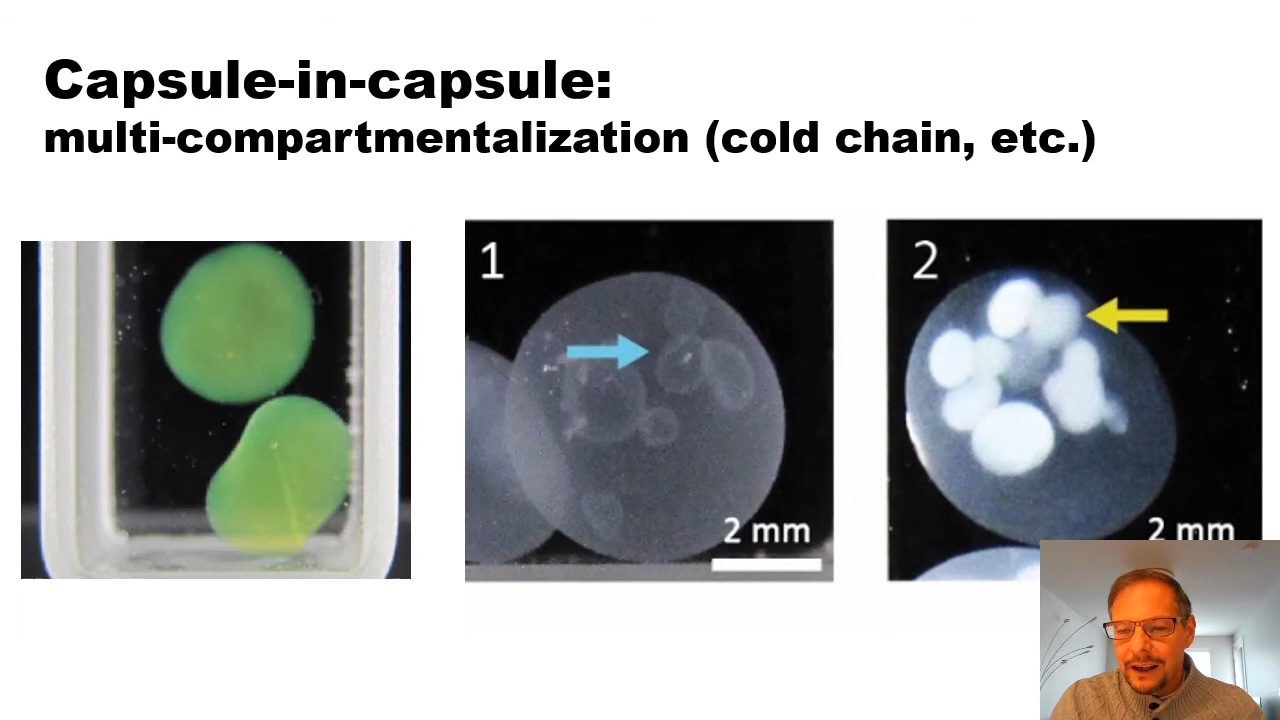 Capsule-in-capsule:
multi-compartmentalization (cold chain, etc.)
1
2
2 mm
2 mm